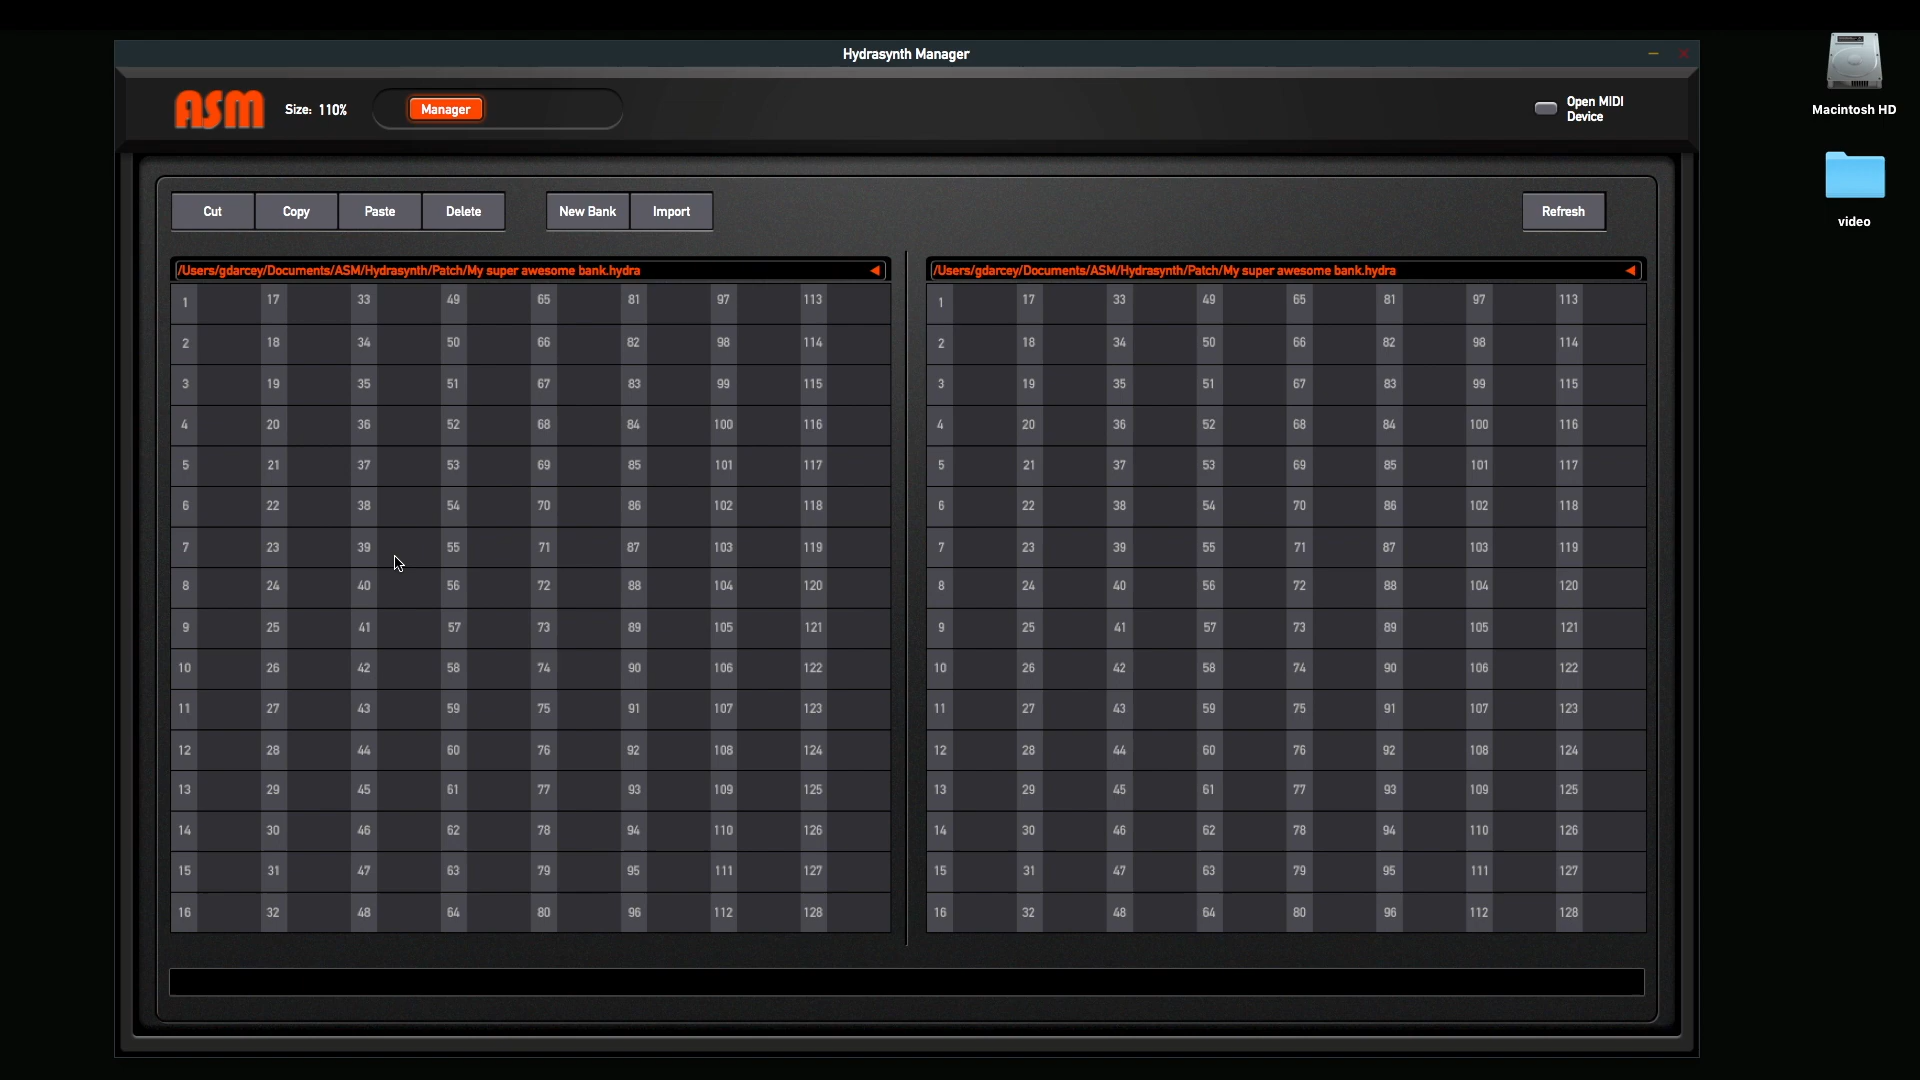 Hydrasynth Manager
ASM Size: 110% Manager Open MIDI
Device
Macintosh HD
video
Cut Copy Paste Delete New Bank Import Refresh
/Users/gdarcey/Documents/ASM/Hydrasynth/Patch/My super awesome bank.hydra /Users/gdarcey/Documents/ASM/Hydrasynth/Patch/My super awesome bank.hydra
1 17 33 49 65 81 97 113 1 17 33 49 65 81 97 113
2 18 34 50 66 82 98 114 2 18 34 50 66 82 98 114
3 19 35 51 67 83 99 115 3 19 35 51 67 83 99 115
4 20 36 52 68 84 100 116 4 20 36 52 68 84 100 116
5 21 37 53 69 85 101 117 5 21 37 53 69 85 101 117
6 22 38 54 70 86 102 118 6 22 38 54 70 86 102 118
7 23 39 55 71 87 103 119 7 23 39 55 71 87 103 119
8 24 40 56 72 88 104 120 8 24 40 56 72 88 104 120
9 25 41 57 73 89 105 121 9 25 41 57 73 89 105 121
10 26 42 58 74 90 106 122 10 26 42 58 74 90 106 122
11 27 43 59 75 91 107 123 11 27 43 59 75 91 107 123
12 28 44 60 76 92 108 124 12 28 44 60 76 92 108 124
13 29 45 61 77 93 109 125 13 29 45 61 77 93 109 125
14 30 46 62 78 94 110 126 14 30 46 62 78 94 110 126
15 31 47 63 79 95 111 127 15 31 47 63 79 95 111 127
16 32 48 64 80 96 112 128 16 32 48 64 80 96 112 128